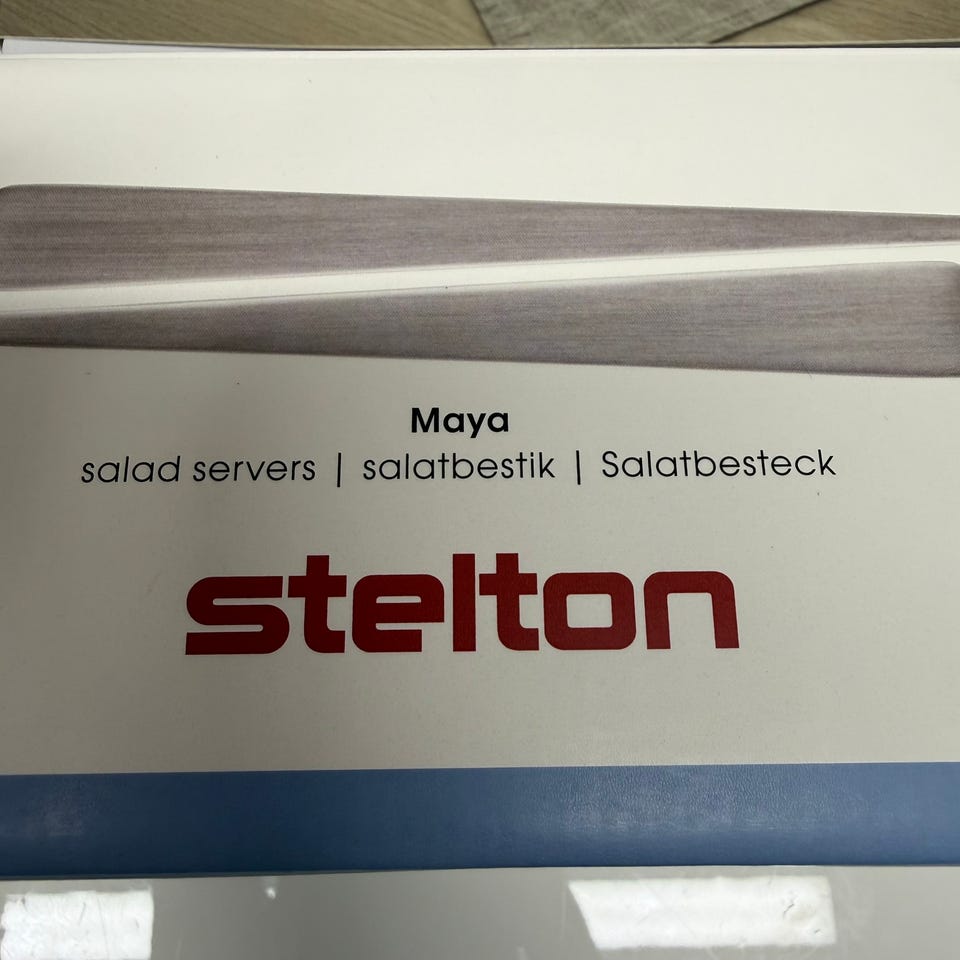 Maya
salad servers | salatbestik | Salatbesteck
stelton